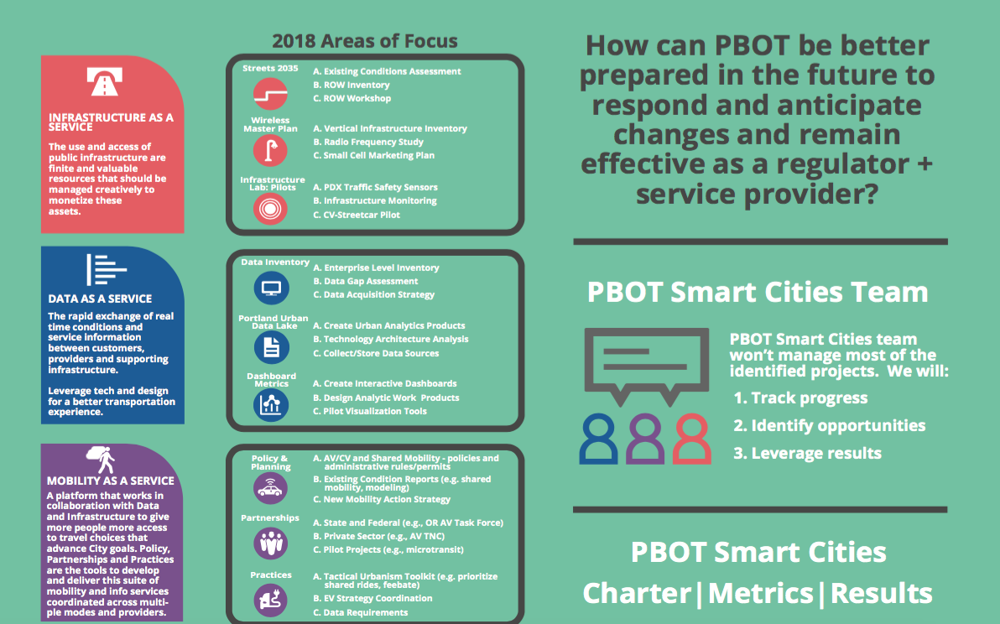 2018 Areas of Focus
INFRASTRUCTURE AS A
SERVICE
The use and access of
public infrastructure are
finite and valuable
resources that should be
managed creatively to
monetize these
assets.
Streets 2035
A. Existing Conditions Assessment
B. ROW Inventory
C. ROW Workshop
Wireless
Master Plan
A. Vertical Infrastructure Inventory
B. Radio Frequency Study
C. Small Cell Marketing Plan
Infrastructure
Lab: Pilots
A. PDX Traffic Safety Sensors
B. Infrastructure Monitoring
C. CV-Streetcar Pilot
DATA AS A SERVICE
The rapid exchange of real
time conditions and
service information
between customers,
providers and supporting
infrastructure.
Leverage tech and design
for a better transportation
experience.
Data Inventory
A. Enterprise Level Inventory
B. Data Gap Assessment
C. Data Acquisition Strategy
Portland Urban
Data Lake
A. Create Urban Analytics Products
B. Technology Architecture Analysis
C. Collect/Store Data Sources
Dashboard
Metrics
A. Create Interactive Dashboards
B. Design Analytic Work Products
C. Pilot Visualization Tools
MOBILITY AS A SERVICE
A platform that works in
collaboration with Data
and Infrastructure to give
more people more access
to travel choices that
advance City goals. Policy,
Partnerships and Practices
are the tools to develop
and deliver this suite of
mobility and info services
coordinated across multi-
ple modes and providers.
Policy &
Planning
A. AV/CV and Shared Mobility - policies and
administrative rules/permits
B. Existing Condition Reports (e.g. shared
mobility, modeling)
C. New Mobility Action Strategy
Partnerships
A. State and Federal (e.g., OR AV Task Force)
B. Private Sector (e.g., AV TNC)
C. Pilot Projects (e.g., microtransit)
Practices
A. Tactical Urbanism Toolkit (e.g. prioritize
shared rides, feebate)
B. EV Strategy Coordination
C. Data Requirements
How can PBOT be better
prepared in the future to
respond and anticipate
changes and remain
effective as a regulator +
service provider?
PBOT Smart Cities Team
PBOT Smart Cities team
won't manage most of the
identified projects. We will:
1. Track progress
2. Identify opportunities
3. Leverage results
PBOT Smart Cities
Charter|Metrics|Results